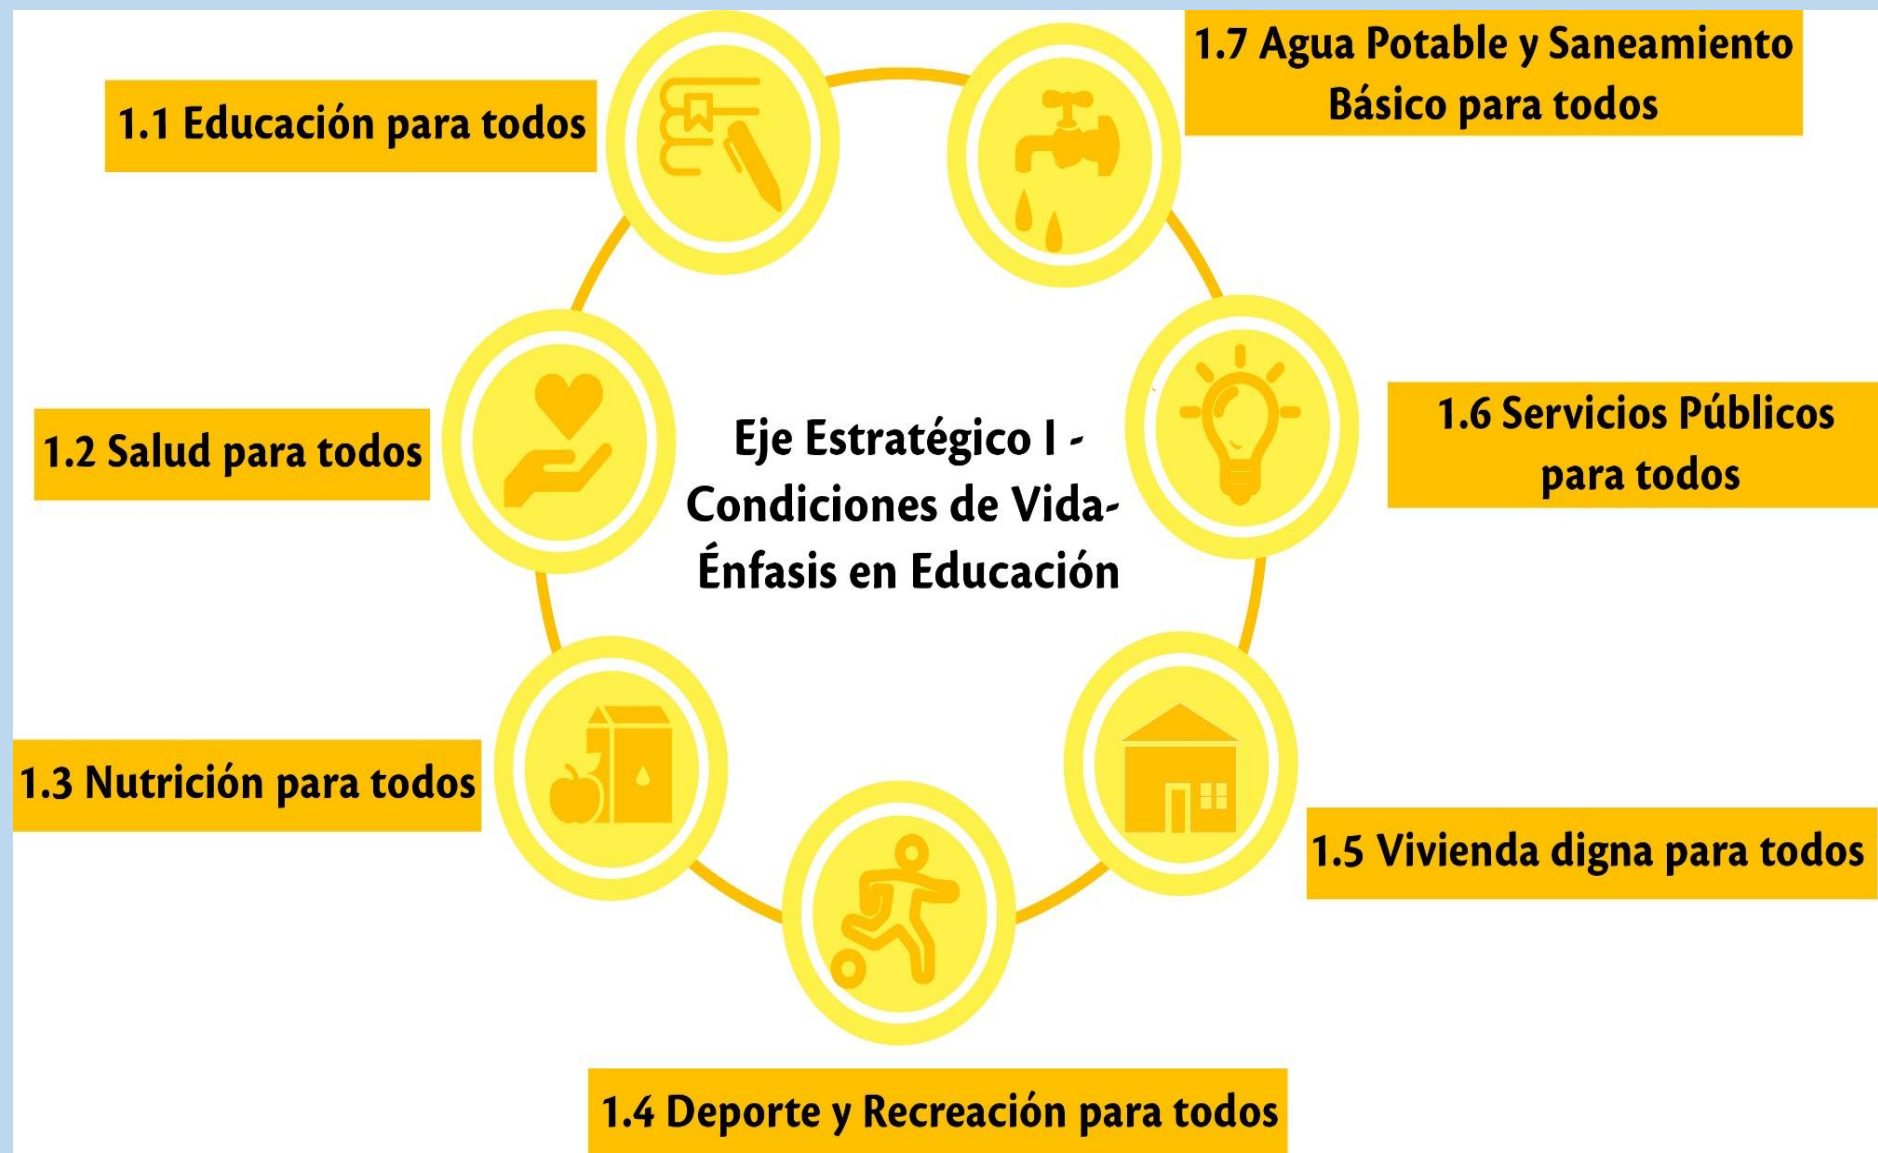 1.1 Educación para todos
1.7 Agua Potable y Saneamiento
Básico para todos
1.2 Salud para todos
Eje Estratégico I -
Condiciones de Vida-
Énfasis en Educación
1.6 Servicios Públicos
para todos
1.3 Nutrición para todos
1.5 Vivienda digna para todos
1.4 Deporte y Recreación para todos